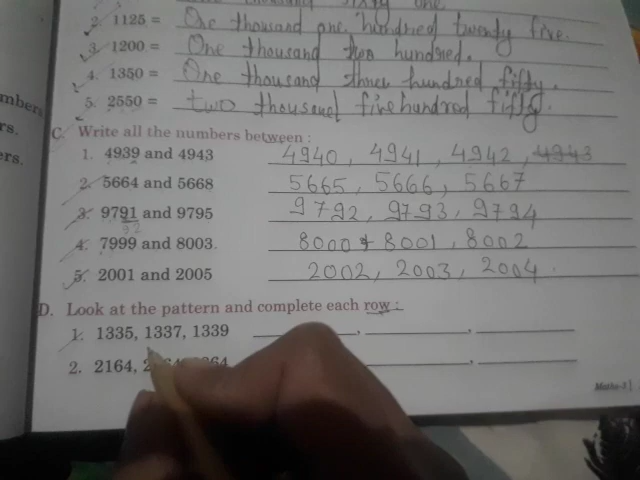 2. 1125 = One thousand one hundred twenty five.
3. 1200 = One thousand two hundred.
4. 1350 = One thousand three hundred fifty.
5. 2550 = two thousand five hundred fifty.
C. Write all the numbers between :
1. 4939 and 4943 4940, 4941, 4942, 4943
2. 5664 and 5668 5665, 5666, 5667
3. 9791 and 9795 9792, 9793, 9794
92
4. 7999 and 8003. 8000, 8001, 8002
5. 2001 and 2005 2002, 2003, 2004.
D. Look at the pattern and complete each row :
1. 1335, 1337, 1339
2. 2164,
Maths-3
mbers
rs.
ers.